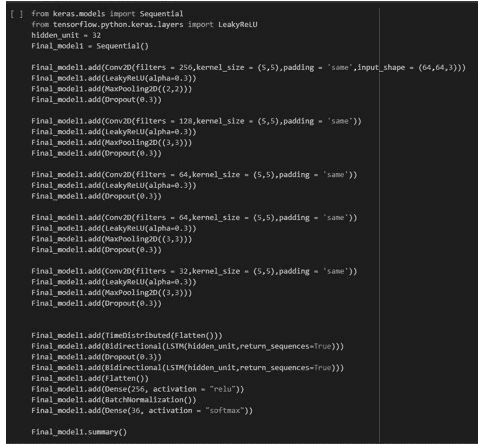 [ ] from keras.models import Sequential
from tensorflow.python.keras.layers import LeakyReLU
hidden_unit = 32
Final_model1 = Sequential()
Final_model1.add(Conv2D(filters = 256,kernel_size = (5,5),padding = 'same',input_shape = (64,64,3)))
Final_model1.add(LeakyReLU(alpha=0.3))
Final_model1.add(MaxPooling2D((2,2)))
Final_model1.add(Dropout(0.3))
Final_model1.add(Conv2D(filters = 128,kernel_size = (5,5),padding = 'same'))
Final_model1.add(LeakyReLU(alpha=0.3))
Final_model1.add(MaxPooling2D((3,3)))
Final_model1.add(Dropout(0.3))
Final_model1.add(Conv2D(filters = 64,kernel_size = (5,5),padding = 'same'))
Final_model1.add(LeakyReLU(alpha=0.3))
Final_model1.add(Dropout(0.3))
Final_model1.add(Conv2D(filters = 64,kernel_size = (5,5),padding = 'same'))
Final_model1.add(LeakyReLU(alpha=0.3))
Final_model1.add(MaxPooling2D((3,3)))
Final_model1.add(Dropout(0.3))
Final_model1.add(Conv2D(filters = 32,kernel_size = (5,5),padding = 'same'))
Final_model1.add(LeakyReLU(alpha=0.3))
Final_model1.add(MaxPooling2D((3,3)))
Final_model1.add(Dropout(0.3))
Final_model1.add(TimeDistributed(Flatten()))
Final_model1.add(Bidirectional(LSTM(hidden_unit,return_sequences=True)))
Final_model1.add(Dropout(0.3))
Final_model1.add(Bidirectional(LSTM(hidden_unit,return_sequences=True)))
Final_model1.add(Flatten())
Final_model1.add(Dense(256, activation = "relu"))
Final_model1.add(BatchNormalization())
Final_model1.add(Dense(36, activation = "softmax"))
Final_model1.summary()